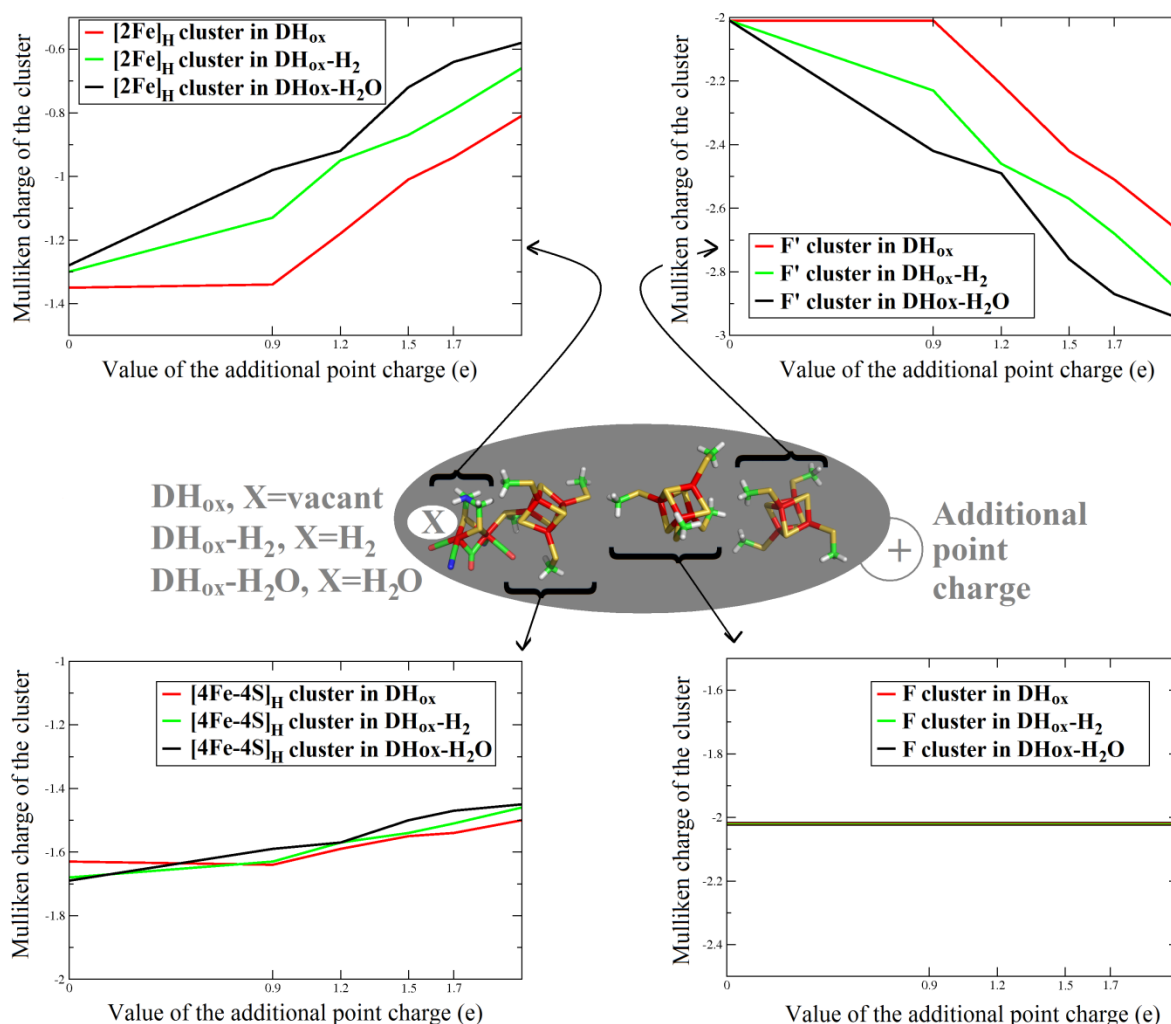 [2Fe]H cluster in DHox
[2Fe]H cluster in DHox-H2
[2Fe]H cluster in DHox-H2O
Mulliken charge of the cluster
-0.6
-0.8
-1
-1.2
-1.4
0
0.9
1.2
1.5
1.7
Value of the additional point charge (e)
Mulliken charge of the cluster
-2
-2.2
-2.4
-2.6
-2.8
-3
F' cluster in DHox
F' cluster in DHox-H2
F' cluster in DHox-H2O
0
0.9
1.2
1.5
1.7
Value of the additional point charge (e)
DHox, X=vacant
DHox-H2, X=H2
DHox-H2O, X=H2O
X
+
Additional
point
charge
Mulliken charge of the cluster
-1
-1.2
-1.4
-1.6
-1.8
-2
[4Fe-4S]H cluster in DHox
[4Fe-4S]H cluster in DHox-H2
[4Fe-4S]H cluster in DHox-H2O
0
0.9
1.2
1.5
1.7
Value of the additional point charge (e)
Mulliken charge of the cluster
-1.6
-1.8
-2
-2.2
-2.4
F cluster in DHox
F cluster in DHox-H2
F cluster in DHox-H2O
0
0.9
1.2
1.5
1.7
Value of the additional point charge (e)